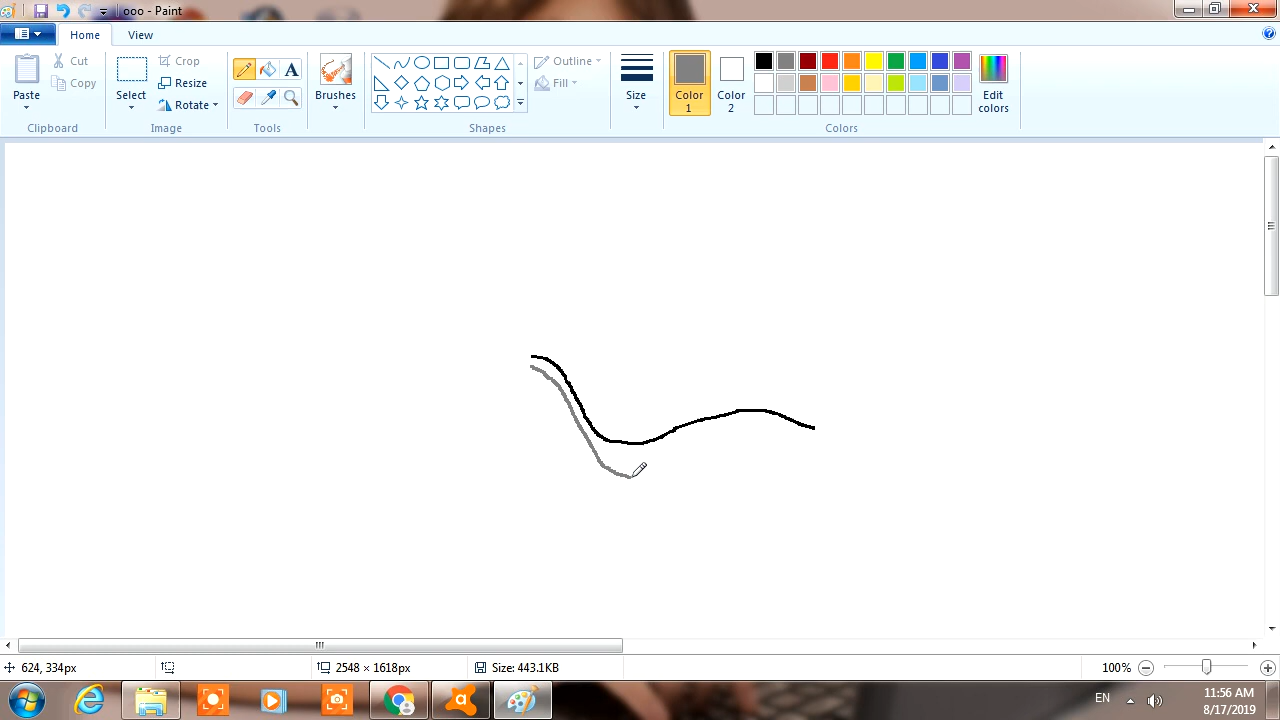 ooo - Paint
Home
View
Paste
Cut
Copy
Clipboard
Select
Crop
Resize
Rotate
Image
A
Tools
Brushes
Outline
Fill
Shapes
Size
Color 1
Color 2
Edit colors
Colors
624, 334px
2548 × 1618px
Size: 443.1KB
100%
EN
11:56 AM
8/17/2019